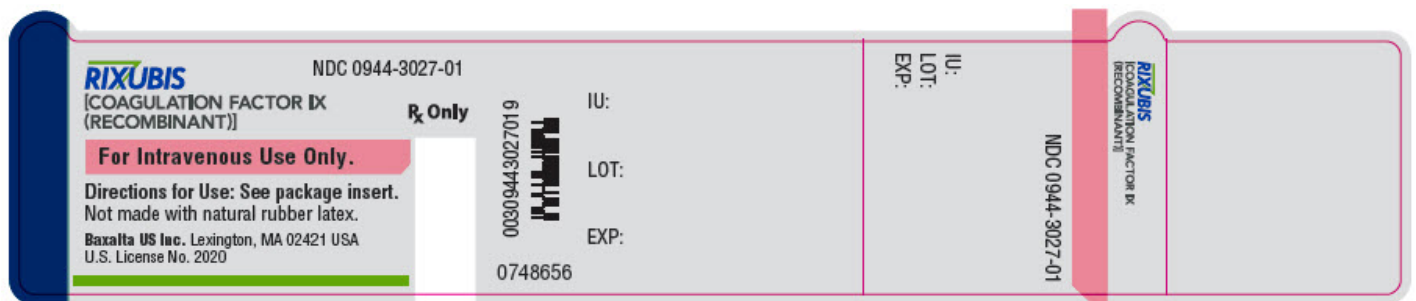 RIXUBIS
NDC 0944-3027-01
[COAGULATION FACTOR IX
(RECOMBINANT)]
Rx Only
For Intravenous Use Only.
Directions for Use: See package insert.
Not made with natural rubber latex.
Baxalta US Inc. Lexington, MA 02421 USA
U.S. License No. 2020
00309443027019
0748656
IU:
LOT:
EXP:
IU:
LOT:
EXP:
NDC 0944-3027-01
RIXUBIS
[COAGULATION FACTOR IX
(RECOMBINANT)]